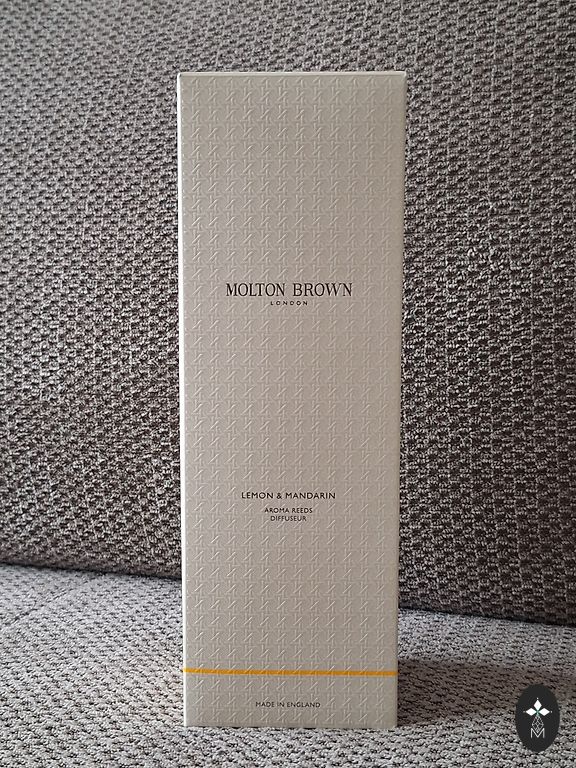 MOLTON BROWN
LONDON
LEMON & MANDARIN
AROMA REEDS
DIFFUSEUR
MADE IN ENGLAND
M